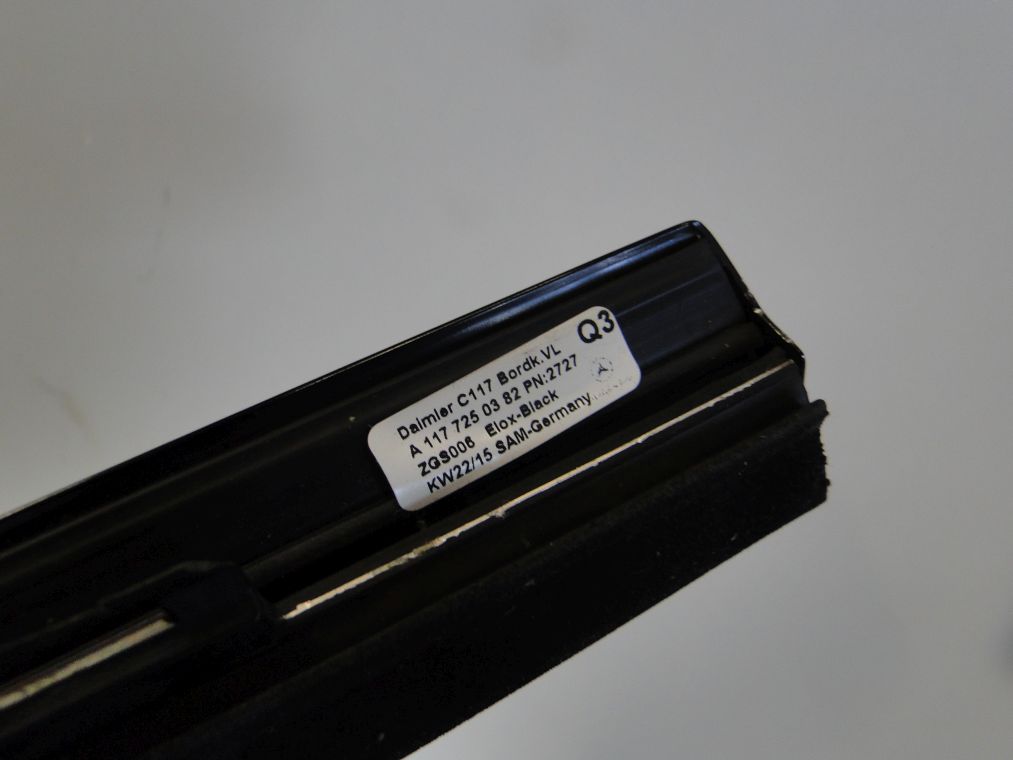 Q3
Daimler C117 Bordk.VL
A 117 725 03 82 PN:2727
ZGS006 Elox-Black
KW22/15 SAM-Germany